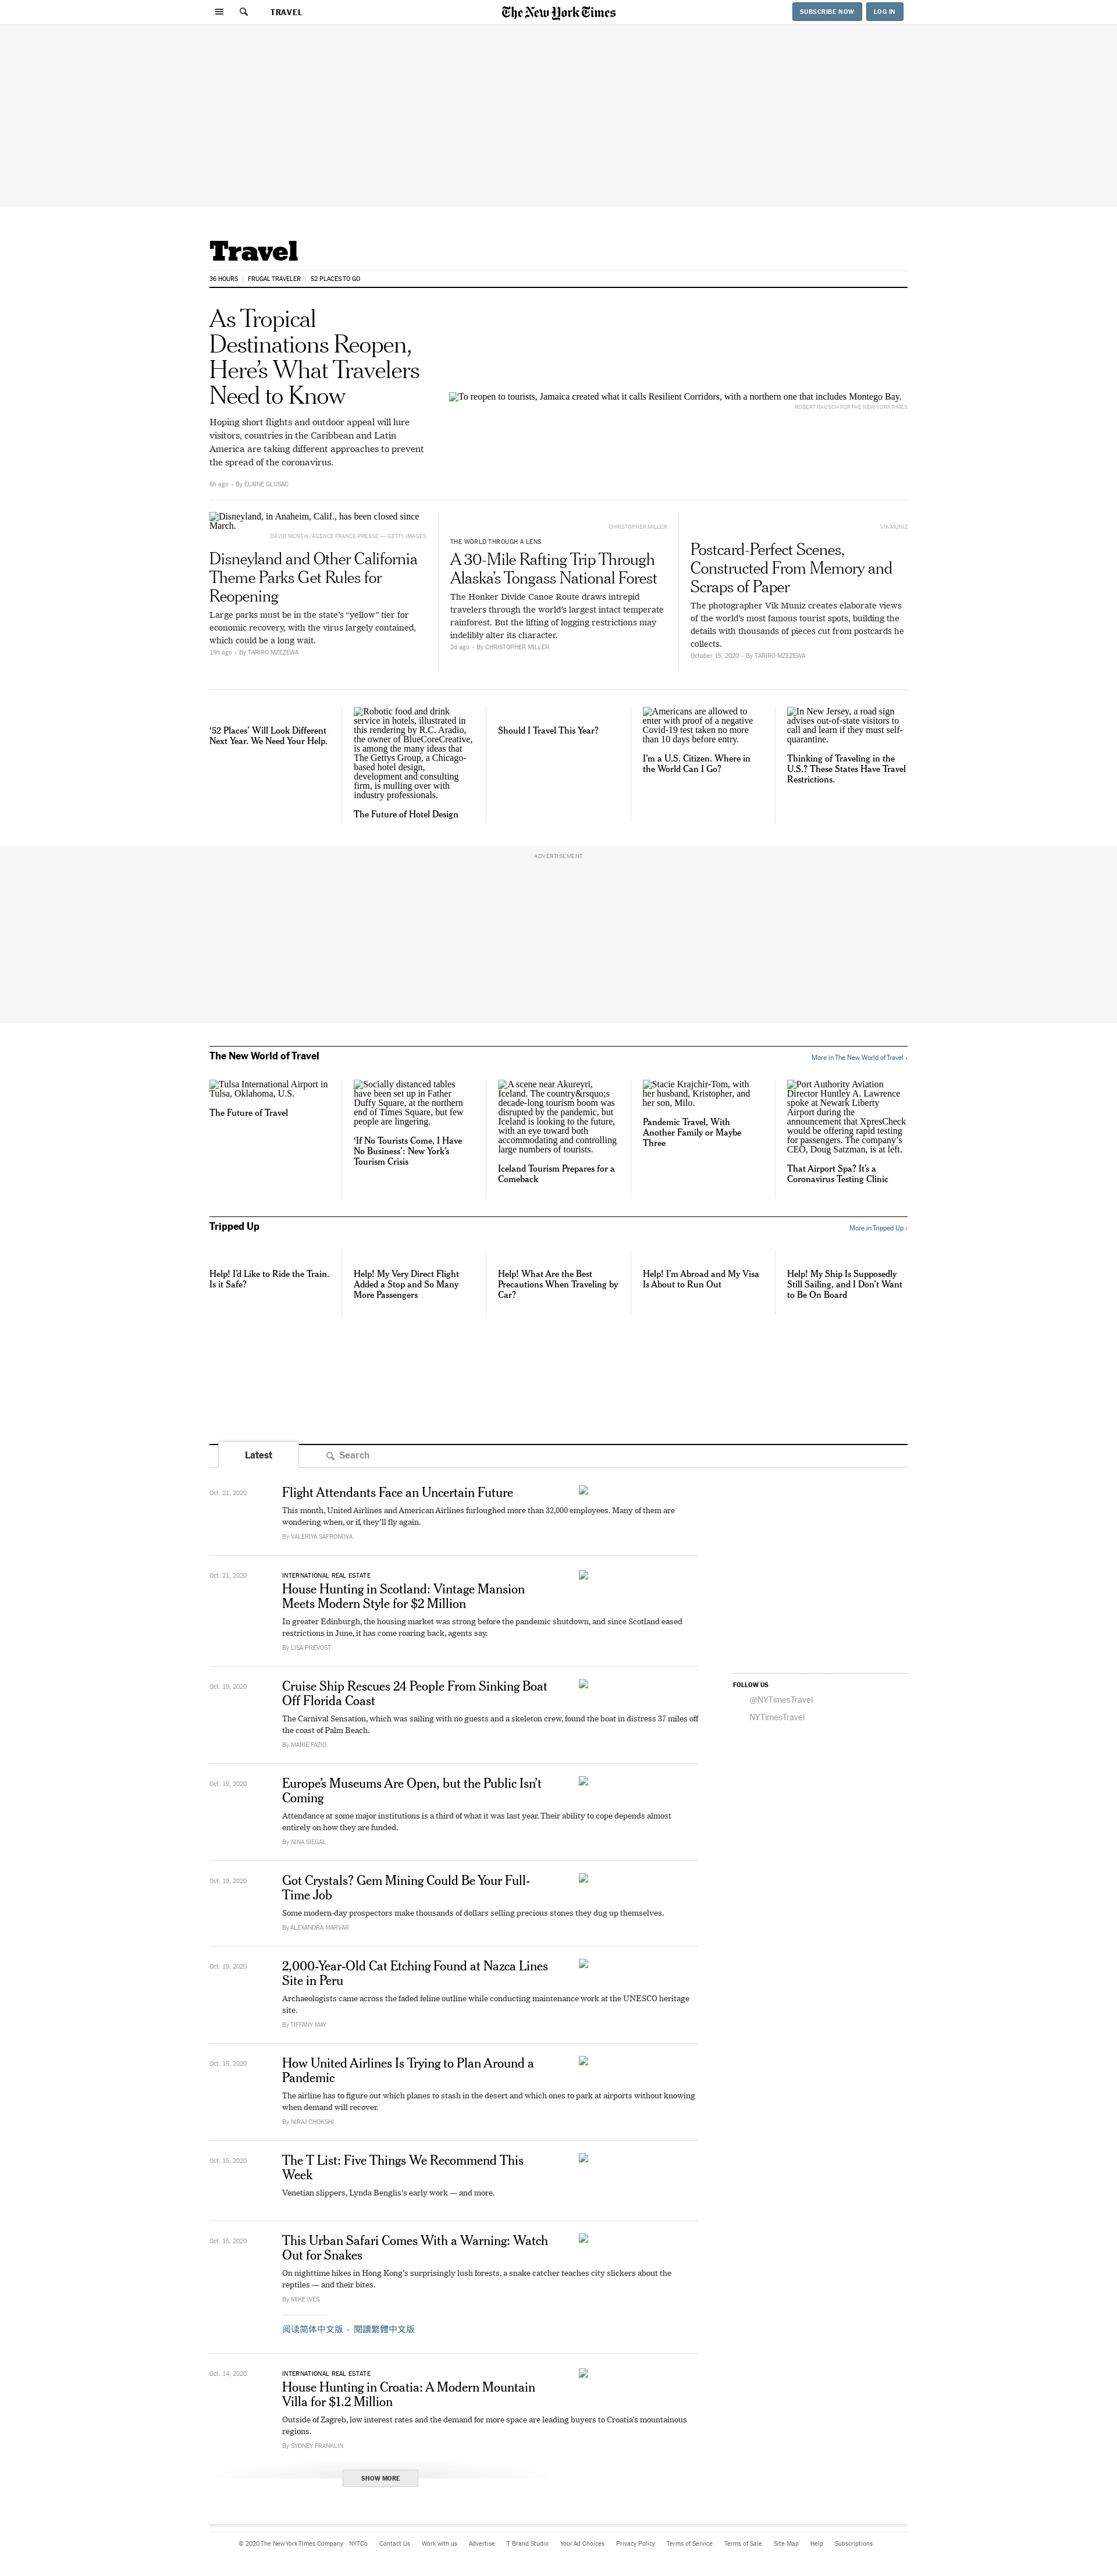 TRAVEL
The New York Times
SUBSCRIBE NOW
LOG IN
Travel
36 HOURS
FRUGAL TRAVELER
52 PLACES TO GO
As Tropical
Destinations Reopen,
Here’s What Travelers
Need to Know
Hoping short flights and outdoor appeal will lure
visitors, countries in the Caribbean and Latin
America are taking different approaches to prevent
the spread of the coronavirus.
6h ago • By ELAINE GLUSAC
To reopen to tourists, Jamaica created what it calls Resilient Corridors, with a northern one that includes Montego Bay.
ROBERT RAUSCH FOR THE NEW YORK TIMES
Disneyland, in Anaheim, Calif., has been closed since
March.
DAVID MCNEW/AGENCE FRANCE-PRESSE — GETTY IMAGES
Disneyland and Other California
Theme Parks Get Rules for
Reopening
Large parks must be in the state’s “yellow” tier for
economic recovery, with the virus largely contained,
which could be a long wait.
19h ago • By TARIRO MZEZEWA
CHRISTOPHER MILLER
THE WORLD THROUGH A LENS
A 30-Mile Rafting Trip Through
Alaska’s Tongass National Forest
The Honker Divide Canoe Route draws intrepid
travelers through the world’s largest intact temperate
rainforest. But the lifting of logging restrictions may
indelibly alter its character.
2d ago • By CHRISTOPHER MILLER
VIK MUNIZ
Postcard-Perfect Scenes,
Constructed From Memory and
Scraps of Paper
The photographer Vik Muniz creates elaborate views
of the world’s most famous tourist spots, building the
details with thousands of pieces cut from postcards he
collects.
October 15, 2020 • By TARIRO MZEZEWA
‘52 Places’ Will Look Different
Next Year. We Need Your Help.
Robotic food and drink
service in hotels, illustrated in
this rendering by R.C. Aradio,
the owner of BlueCoreCreative,
is among the many ideas that
The Gettys Group, a Chicago-
based hotel design,
development and consulting
firm, is mulling over with
industry professionals.
The Future of Hotel Design
Should I Travel This Year?
Americans are allowed to
enter with proof of a negative
Covid-19 test taken no more
than 10 days before entry.
I’m a U.S. Citizen. Where in
the World Can I Go?
In New Jersey, a road sign
advises out-of-state visitors to
call and learn if they must self-
quarantine.
Thinking of Traveling in the
U.S.? These States Have Travel
Restrictions.
ADVERTISEMENT
The New World of Travel
More in The New World of Travel ›
Tulsa International Airport in
Tulsa, Oklahoma, U.S.
The Future of Travel
Socially distanced tables
have been set up in Father
Duffy Square, at the northern
end of Times Square, but few
people are lingering.
‘If No Tourists Come, I Have
No Business’: New York’s
Tourism Crisis
A scene near Akureyri,
Iceland. The country&rsquo;s
decade-long tourism boom was
disrupted by the pandemic, but
Iceland is looking to the future,
with an eye toward both
accommodating and controlling
large numbers of tourists.
Iceland Tourism Prepares for a
Comeback
Stacie Krajchir-Tom, with
her husband, Kristopher, and
her son, Milo.
Pandemic Travel, With
Another Family or Maybe
Three
Port Authority Aviation
Director Huntley A. Lawrence
spoke at Newark Liberty
Airport during the
announcement that XpresCheck
would be offering rapid testing
for passengers. The company’s
CEO, Doug Satzman, is at left.
That Airport Spa? It’s a
Coronavirus Testing Clinic
Tripped Up
More in Tripped Up ›
Help! I’d Like to Ride the Train.
Is it Safe?
Help! My Very Direct Flight
Added a Stop and So Many
More Passengers
Help! What Are the Best
Precautions When Traveling by
Car?
Help! I’m Abroad and My Visa
Is About to Run Out
Help! My Ship Is Supposedly
Still Sailing, and I Don’t Want
to Be On Board
Latest
Search
Oct. 21, 2020
Flight Attendants Face an Uncertain Future
This month, United Airlines and American Airlines furloughed more than 32,000 employees. Many of them are
wondering when, or if, they’ll fly again.
By VALERIYA SAFRONOVA
Oct. 21, 2020
INTERNATIONAL REAL ESTATE
House Hunting in Scotland: Vintage Mansion
Meets Modern Style for $2 Million
In greater Edinburgh, the housing market was strong before the pandemic shutdown, and since Scotland eased
restrictions in June, it has come roaring back, agents say.
By LISA PREVOST
Oct. 19, 2020
Cruise Ship Rescues 24 People From Sinking Boat
Off Florida Coast
The Carnival Sensation, which was sailing with no guests and a skeleton crew, found the boat in distress 37 miles off
the coast of Palm Beach.
By MARIE FAZIO
FOLLOW US
@NYTimesTravel
NYTimesTravel
Oct. 19, 2020
Europe’s Museums Are Open, but the Public Isn’t
Coming
Attendance at some major institutions is a third of what it was last year. Their ability to cope depends almost
entirely on how they are funded.
By NINA SIEGAL
Oct. 19, 2020
Got Crystals? Gem Mining Could Be Your Full-
Time Job
Some modern-day prospectors make thousands of dollars selling precious stones they dug up themselves.
By ALEXANDRA MARVAR
Oct. 19, 2020
2,000-Year-Old Cat Etching Found at Nazca Lines
Site in Peru
Archaeologists came across the faded feline outline while conducting maintenance work at the UNESCO heritage
site.
By TIFFANY MAY
Oct. 15, 2020
How United Airlines Is Trying to Plan Around a
Pandemic
The airline has to figure out which planes to stash in the desert and which ones to park at airports without knowing
when demand will recover.
By NIRAJ CHOKSHI
Oct. 15, 2020
The T List: Five Things We Recommend This
Week
Venetian slippers, Lynda Benglis’s early work — and more.
Oct. 15, 2020
This Urban Safari Comes With a Warning: Watch
Out for Snakes
On nighttime hikes in Hong Kong’s surprisingly lush forests, a snake catcher teaches city slickers about the
reptiles — and their bites.
By MIKE IVES
阅读简体中文版 • 閱讀繁體中文版
Oct. 14, 2020
INTERNATIONAL REAL ESTATE
House Hunting in Croatia: A Modern Mountain
Villa for $1.2 Million
Outside of Zagreb, low interest rates and the demand for more space are leading buyers to Croatia’s mountainous
regions.
By SYDNEY FRANKLIN
SHOW MORE
© 2020 The New York Times Company NYTCo Contact Us Work with us Advertise T Brand Studio Your Ad Choices Privacy Policy Terms of Service Terms of Sale Site Map Help Subscriptions